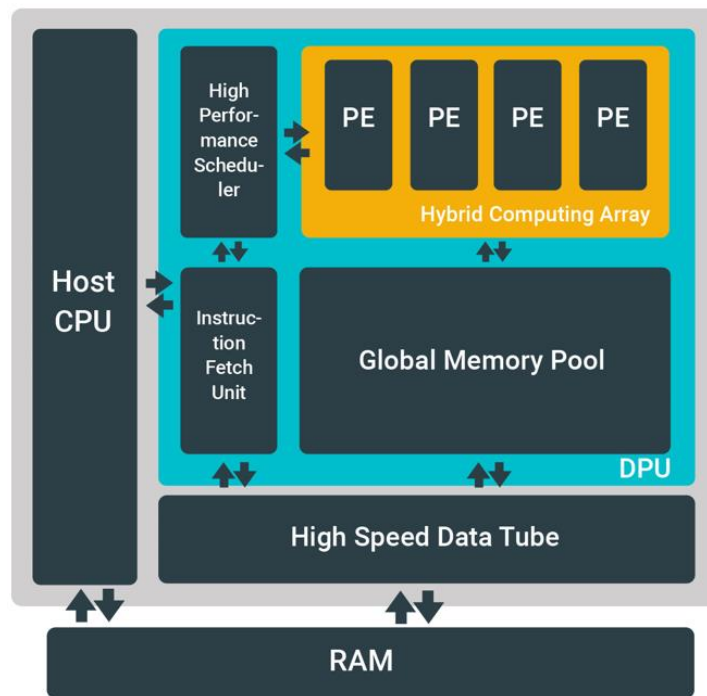 High
Perfor-
mance
Schedu-
ler
PE
PE
PE
PE
Hybrid Computing Array
Host
CPU
Instruc-
tion
Fetch
Unit
Global Memory Pool
DPU
High Speed Data Tube
RAM